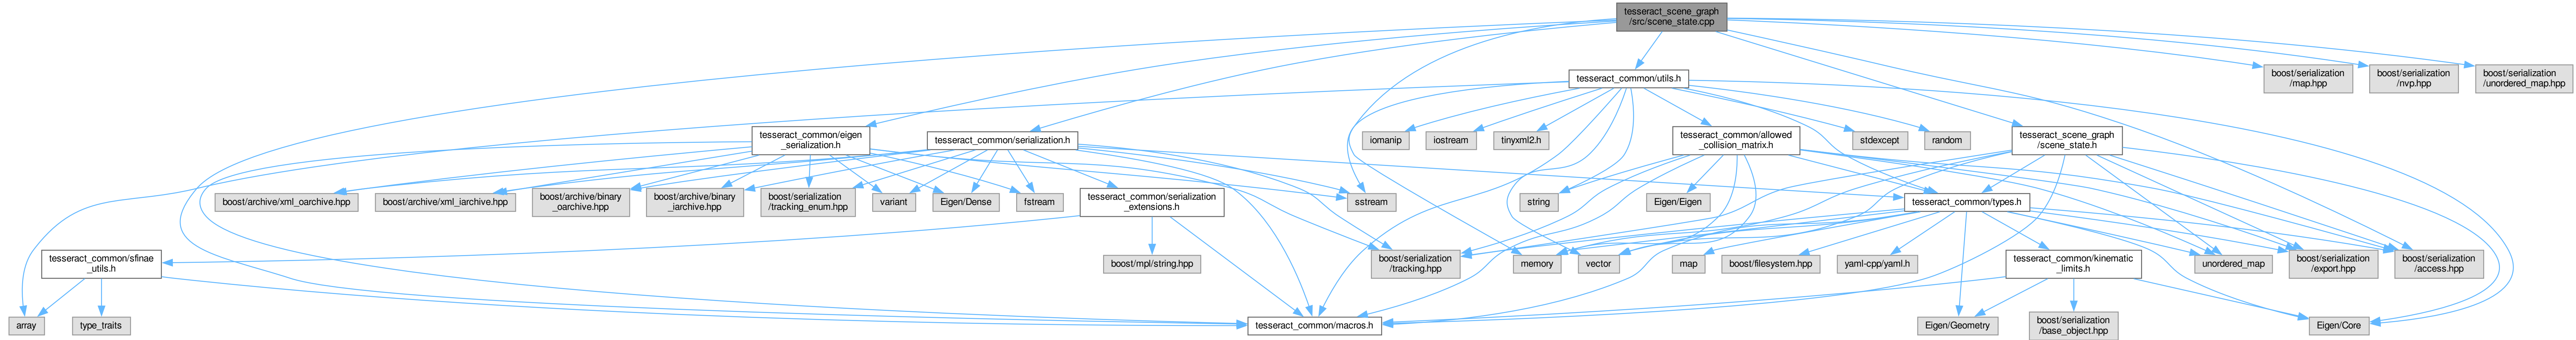 tesseract_scene_graph
/src/scene_state.cpp
tesseract_common/utils.h
boost/serialization
/map.hpp
boost/serialization
/nvp.hpp
boost/serialization
/unordered_map.hpp
tesseract_common/eigen
_serialization.h
tesseract_common/serialization.h
iomanip
iostream
tinyxml2.h
tesseract_common/allowed
_collision_matrix.h
stdexcept
random
tesseract_scene_graph
/scene_state.h
boost/archive/xml_oarchive.hpp
boost/archive/xml_iarchive.hpp
boost/archive/binary
_oarchive.hpp
boost/archive/binary
_iarchive.hpp
boost/serialization
/tracking_enum.hpp
variant
Eigen/Dense
fstream
tesseract_common/serialization
_extensions.h
sstream
string
Eigen/Eigen
tesseract_common/types.h
tesseract_common/sfinae
_utils.h
boost/mpl/string.hpp
boost/serialization
/tracking.hpp
memory
vector
map
boost/filesystem.hpp
yaml-cpp/yaml.h
tesseract_common/kinematic
_limits.h
unordered_map
boost/serialization
/export.hpp
boost/serialization
/access.hpp
array
type_traits
tesseract_common/macros.h
Eigen/Geometry
boost/serialization
/base_object.hpp
Eigen/Core